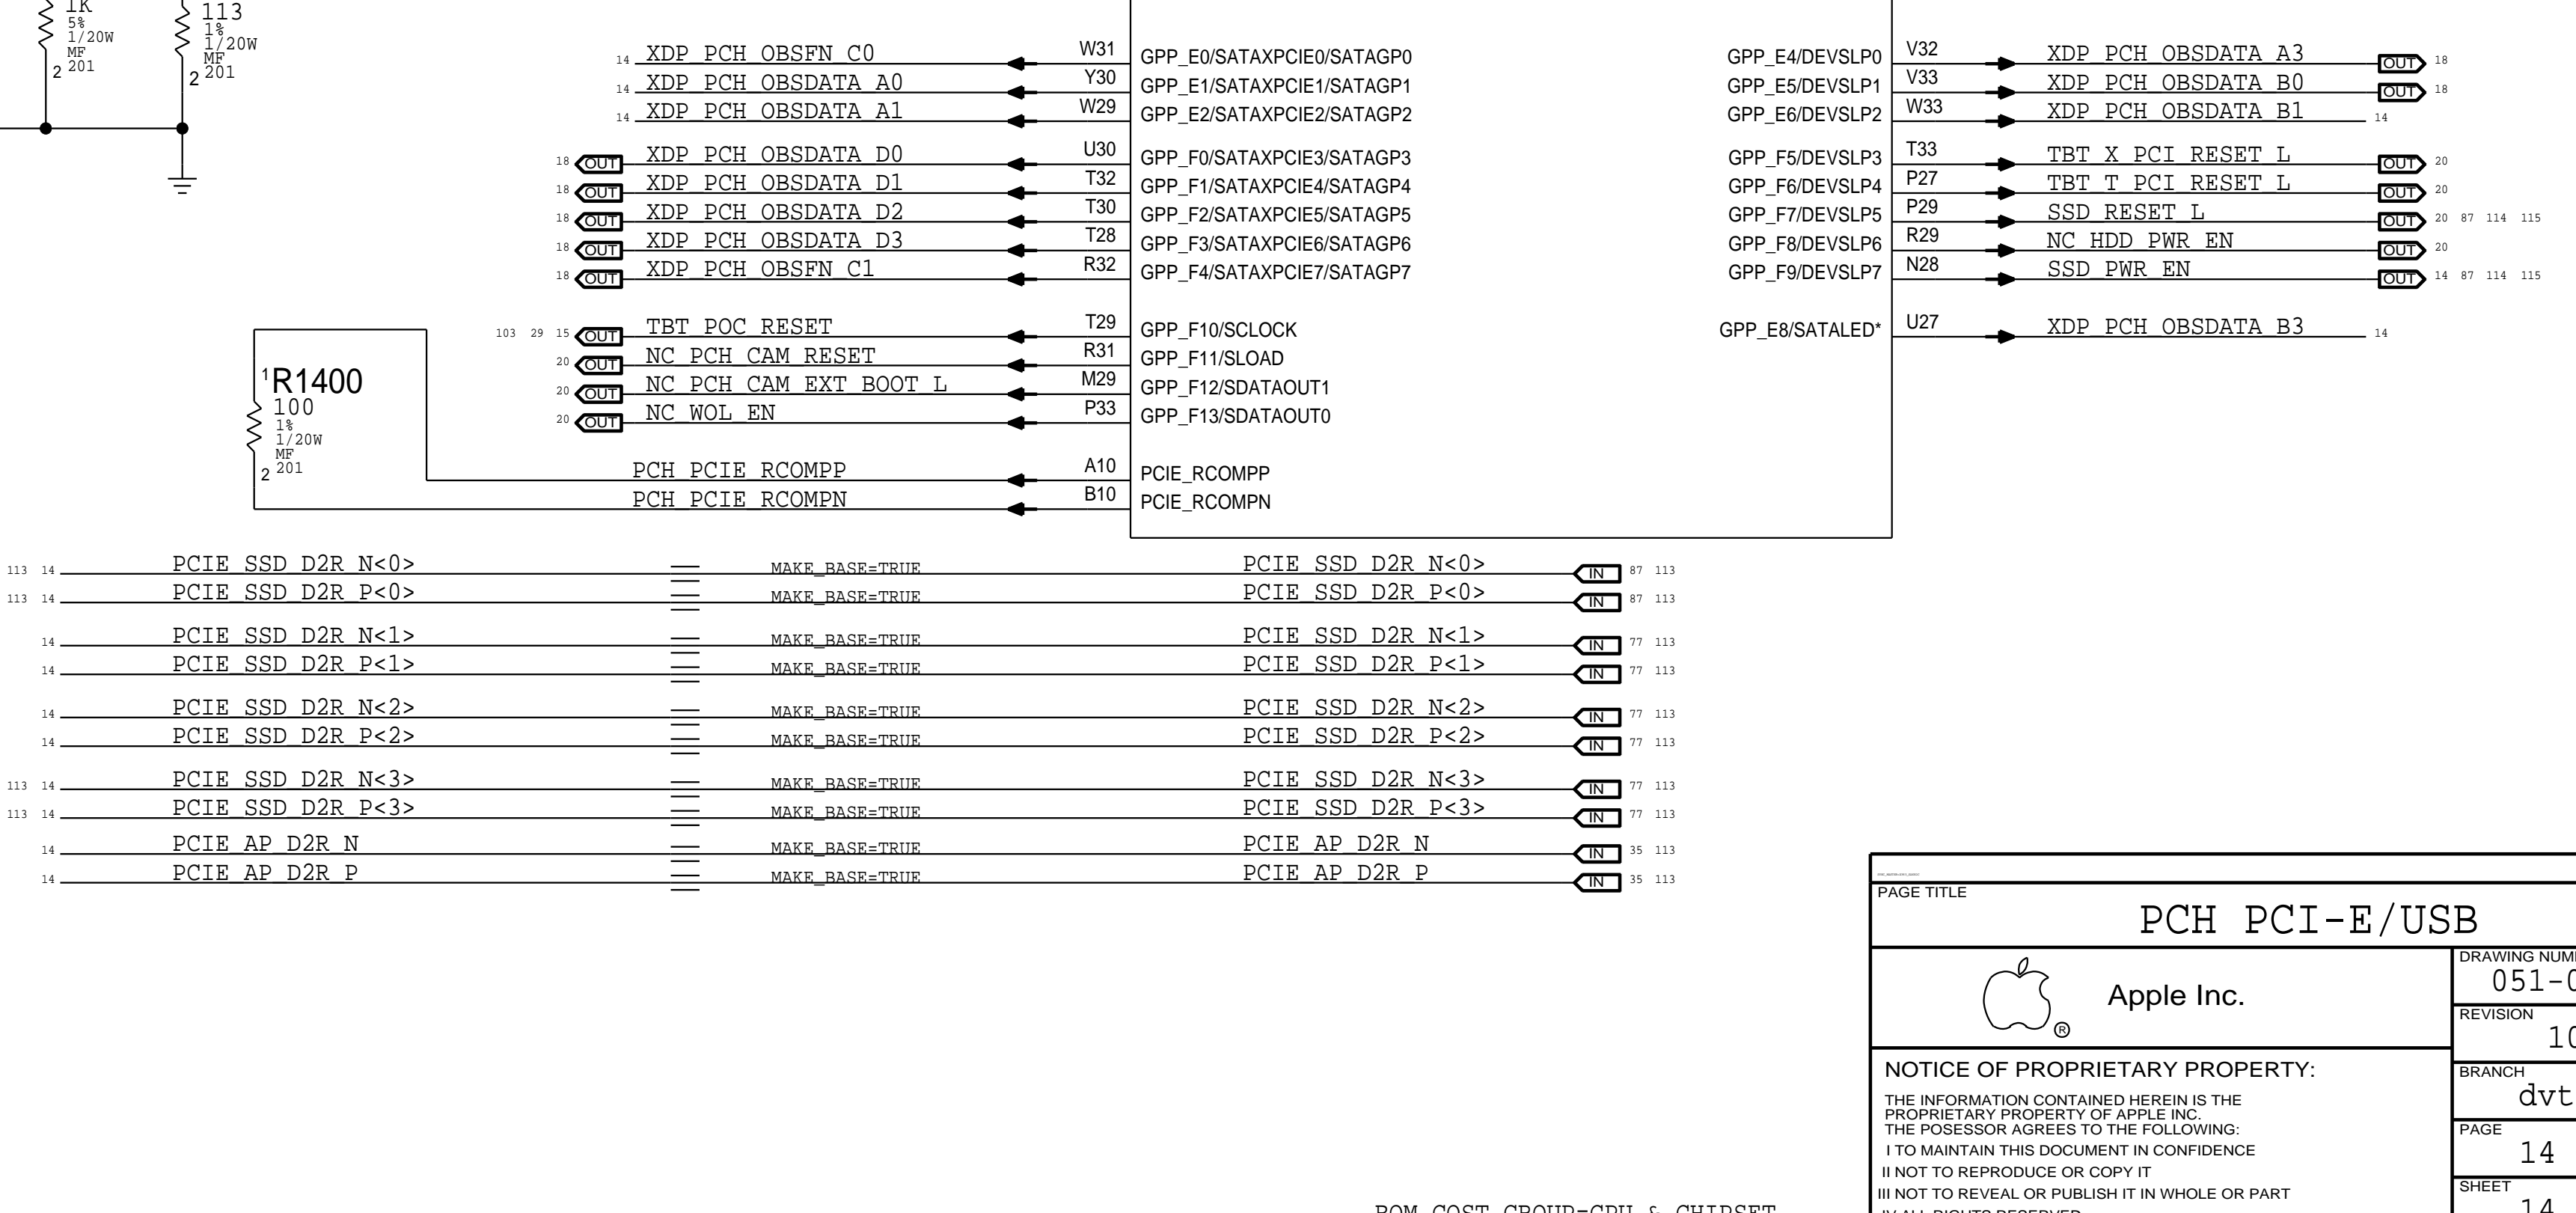 1K
5%
1/20W
MF
201
2
113
1%
1/20W
MF
201
2
14 XDP_PCH_OBSFN_C0 W31 GPP_E0/SATAXPCIE0/SATAGP0 GPP_E4/DEVSLP0 V32 XDP_PCH_OBSDATA_A3 OUT 18
14 XDP_PCH_OBSDATA_A0 Y30 GPP_E1/SATAXPCIE1/SATAGP1 GPP_E5/DEVSLP1 V33 XDP_PCH_OBSDATA_B0 OUT 18
14 XDP_PCH_OBSDATA_A1 W29 GPP_E2/SATAXPCIE2/SATAGP2 GPP_E6/DEVSLP2 W33 XDP_PCH_OBSDATA_B1 14
18 OUT XDP_PCH_OBSDATA_D0 U30 GPP_F0/SATAXPCIE3/SATAGP3 GPP_F5/DEVSLP3 T33 TBT_X_PCI_RESET_L OUT 20
18 OUT XDP_PCH_OBSDATA_D1 T32 GPP_F1/SATAXPCIE4/SATAGP4 GPP_F6/DEVSLP4 P27 TBT_T_PCI_RESET_L OUT 20
18 OUT XDP_PCH_OBSDATA_D2 T30 GPP_F2/SATAXPCIE5/SATAGP5 GPP_F7/DEVSLP5 P29 SSD_RESET_L OUT 20 87 114 115
18 OUT XDP_PCH_OBSDATA_D3 T28 GPP_F3/SATAXPCIE6/SATAGP6 GPP_F8/DEVSLP6 R29 NC_HDD_PWR_EN OUT 20
18 OUT XDP_PCH_OBSFN_C1 R32 GPP_F4/SATAXPCIE7/SATAGP7 GPP_F9/DEVSLP7 N28 SSD_PWR_EN OUT 14 87 114 115
103 29 15 OUT TBT_POC_RESET T29 GPP_F10/SCLOCK GPP_E8/SATALED* U27 XDP_PCH_OBSDATA_B3 14
20 OUT NC_PCH_CAM_RESET R31 GPP_F11/SLOAD
20 OUT NC_PCH_CAM_EXT_BOOT_L M29 GPP_F12/SDATAOUT1
20 OUT NC_WOL_EN P33 GPP_F13/SDATAOUT0
1 R1400
100
1%
1/20W
MF
2 201
PCH_PCIE_RCOMPP A10 PCIE_RCOMPP
PCH_PCIE_RCOMPN B10 PCIE_RCOMPN
113 14 PCIE_SSD_D2R_N<0> MAKE_BASE=TRUE PCIE_SSD_D2R_N<0> IN 87 113
113 14 PCIE_SSD_D2R_P<0> MAKE_BASE=TRUE PCIE_SSD_D2R_P<0> IN 87 113
14 PCIE_SSD_D2R_N<1> MAKE_BASE=TRUE PCIE_SSD_D2R_N<1> IN 77 113
14 PCIE_SSD_D2R_P<1> MAKE_BASE=TRUE PCIE_SSD_D2R_P<1> IN 77 113
14 PCIE_SSD_D2R_N<2> MAKE_BASE=TRUE PCIE_SSD_D2R_N<2> IN 77 113
14 PCIE_SSD_D2R_P<2> MAKE_BASE=TRUE PCIE_SSD_D2R_P<2> IN 77 113
113 14 PCIE_SSD_D2R_N<3> MAKE_BASE=TRUE PCIE_SSD_D2R_N<3> IN 77 113
113 14 PCIE_SSD_D2R_P<3> MAKE_BASE=TRUE PCIE_SSD_D2R_P<3> IN 77 113
14 PCIE_AP_D2R_N MAKE_BASE=TRUE PCIE_AP_D2R_N IN 35 113
14 PCIE_AP_D2R_P MAKE_BASE=TRUE PCIE_AP_D2R_P IN 35 113
PAGE TITLE
PCH PCI-E/USB
Apple Inc.
®
DRAWING NUM
051-0
REVISION
10
BRANCH
dvt
PAGE
14
SHEET
14
NOTICE OF PROPRIETARY PROPERTY:
THE INFORMATION CONTAINED HEREIN IS THE
PROPRIETARY PROPERTY OF APPLE INC.
THE POSESSOR AGREES TO THE FOLLOWING:
I TO MAINTAIN THIS DOCUMENT IN CONFIDENCE
II NOT TO REPRODUCE OR COPY IT
III NOT TO REVEAL OR PUBLISH IT IN WHOLE OR PART
IV ALL RIGHTS RESERVED
BOM_COST_GROUP=CPU & CHIPSET